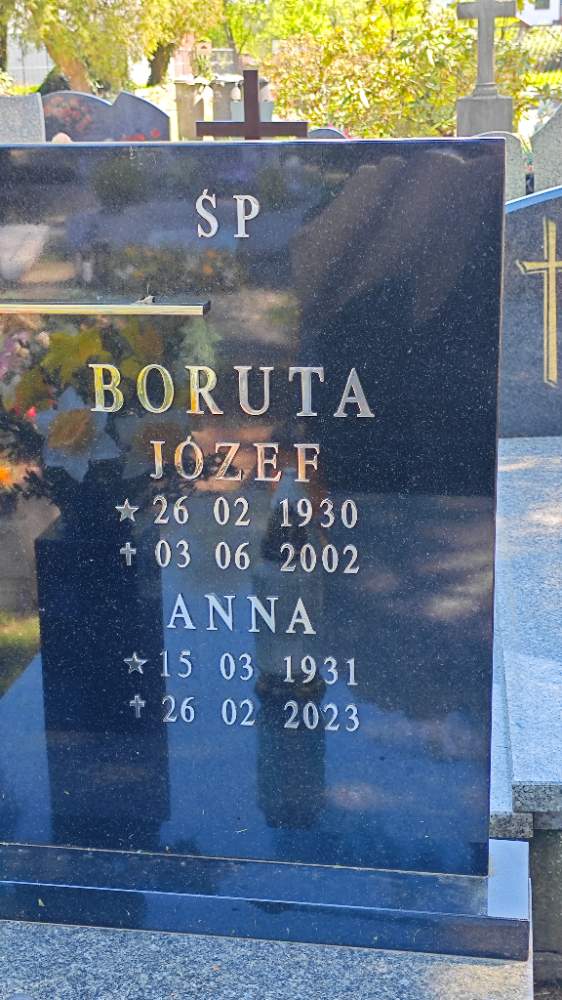 ŚP
BORUTA
JÓZEF
★ 26 02 1930
✝ 03 06 2002
ANNA
★ 15 03 1931
✝ 26 02 2023